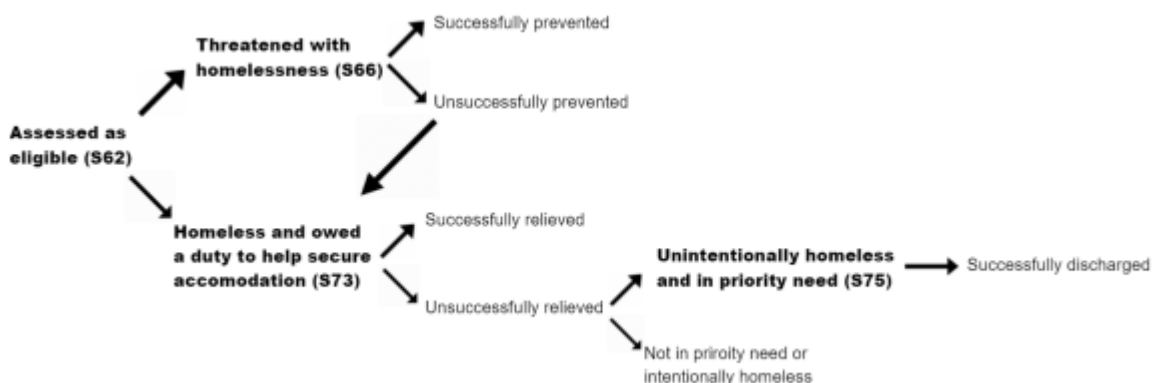 Successfully prevented
Threatened with
homelessness (S66)
Unsuccessfully prevented
Assessed as
eligible (S62)
Successfully relieved
Homeless and owed
a duty to help secure
accomodation (S73)
Unintentionally homeless
and in priority need (S75)
Successfully discharged
Unsuccessfully relieved
Not in priroity need or
intentionally homeless